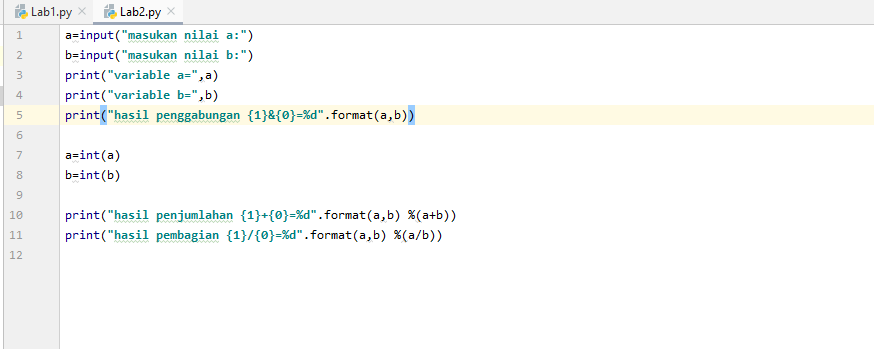 Lab1.py × Lab2.py ×
1 a=input("masukan nilai a:")
2 b=input("masukan nilai b:")
3 print("variable a=",a)
4 print("variable b=",b)
5 print("hasil penggabungan {1}&{0}=%d".format(a,b))
6
7 a=int(a)
8 b=int(b)
9
10 print("hasil penjumlahan {1}+{0}=%d".format(a,b) %(a+b))
11 print("hasil pembagian {1}/{0}=%d".format(a,b) %(a/b))
12